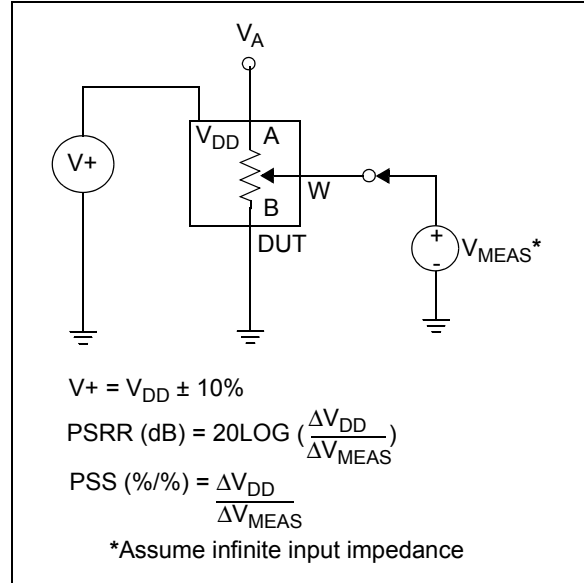 V_A
V_DD A
V+
W
B
DUT
+
-
V_MEAS*
V+ = V_DD ± 10%
PSRR (dB) = 20LOG (ΔV_DD/ΔV_MEAS)
PSS (%/%) = ΔV_DD/ΔV_MEAS
*Assume infinite input impedance